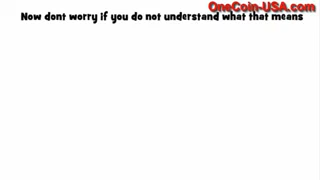 OneCoin-USA.com
Now dont worry if you do not understand what that means